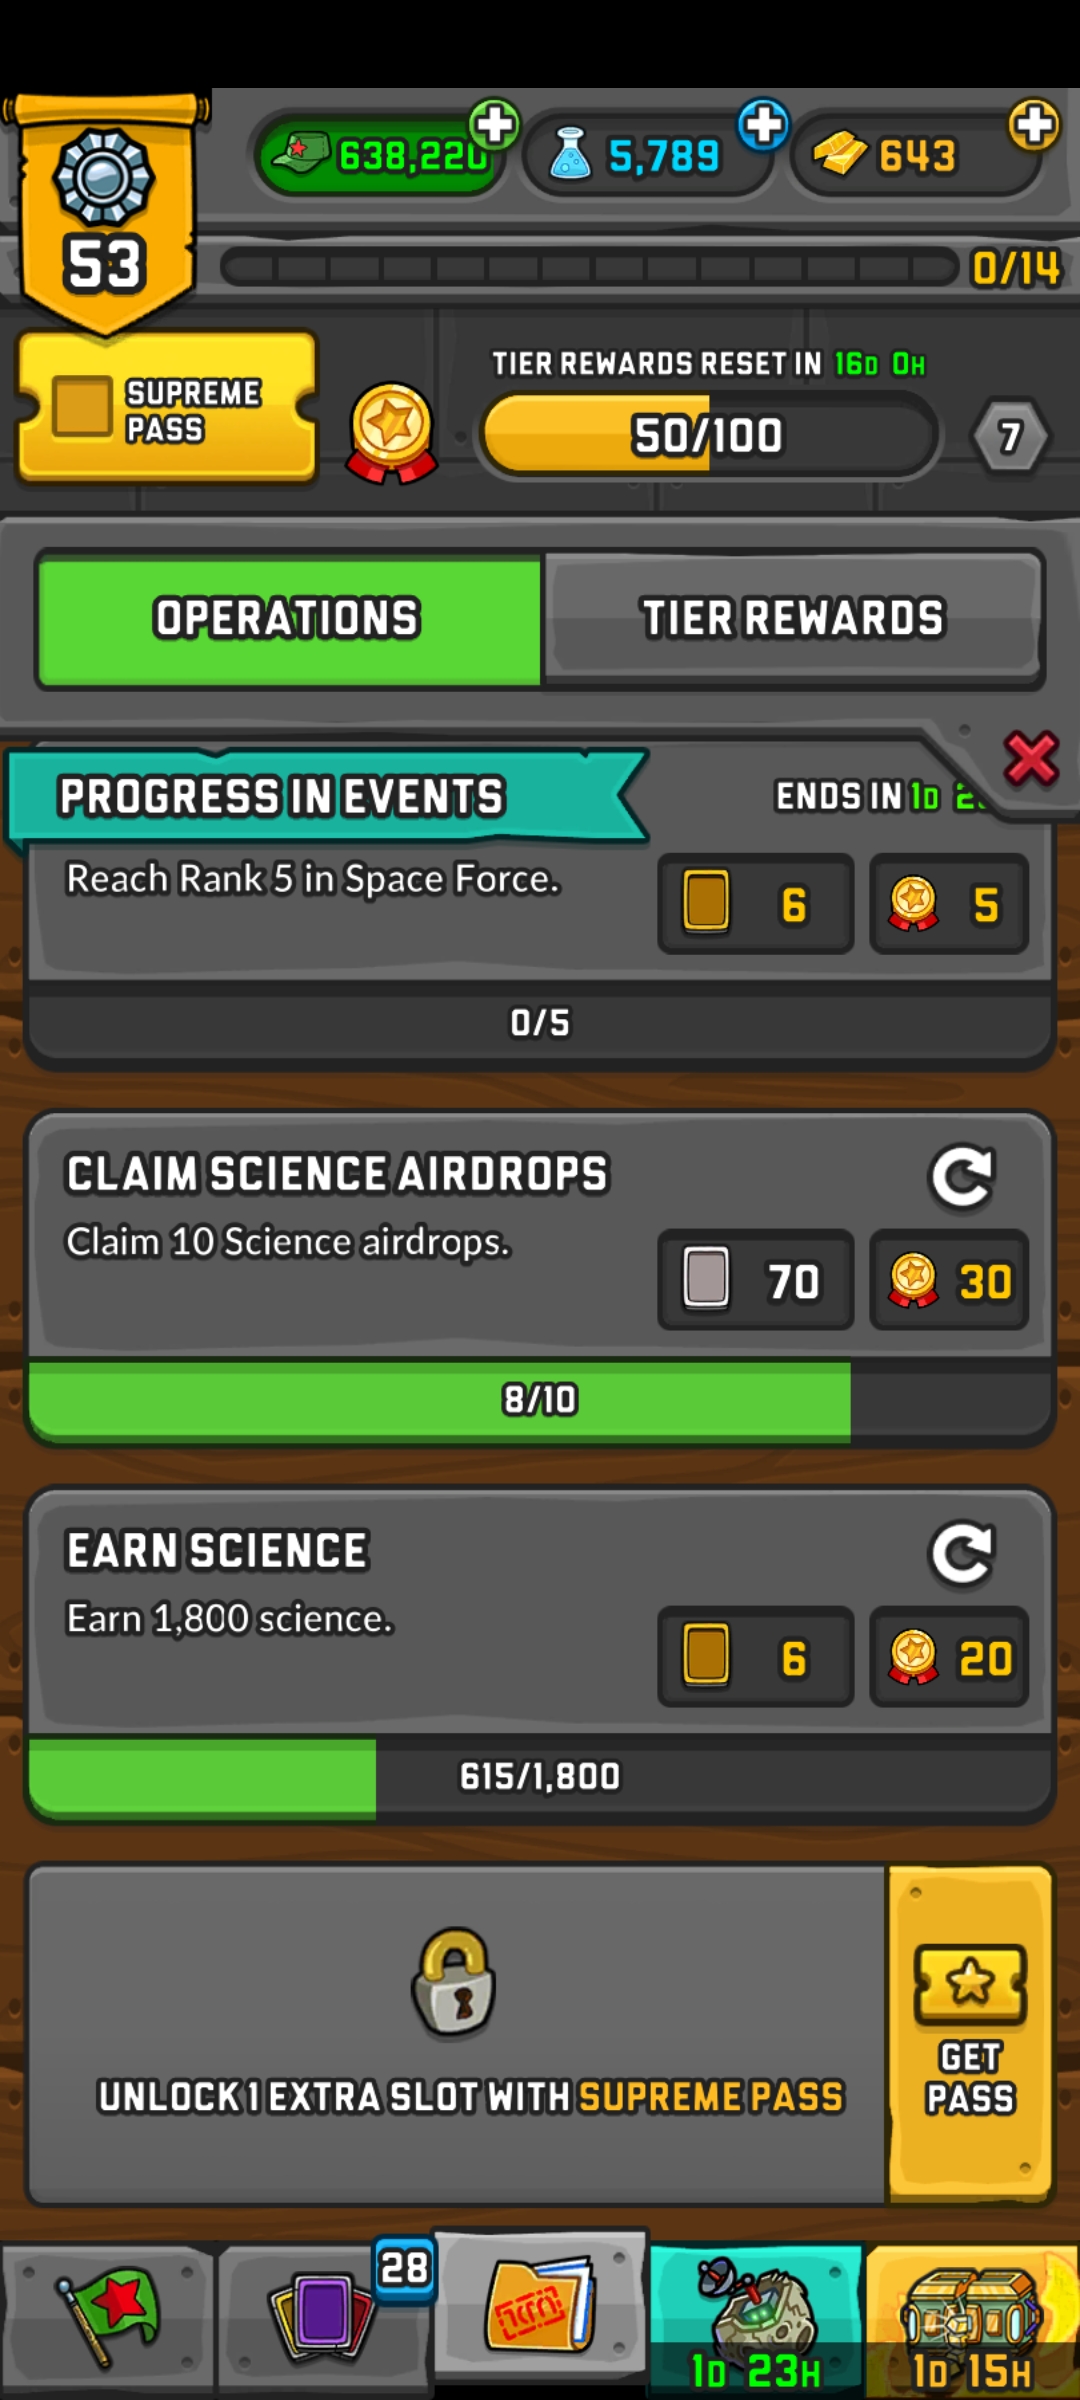 638,220
5,789
643
53
0/14
SUPREME
PASS
TIER REWARDS RESET IN 16D 0H
50/100
7
OPERATIONS
TIER REWARDS
PROGRESS IN EVENTS
ENDS IN 1D
Reach Rank 5 in Space Force.
6
5
0/5
CLAIM SCIENCE AIRDROPS
Claim 10 Science airdrops.
70
30
8/10
EARN SCIENCE
Earn 1,800 science.
6
20
615/1,800
GET
PASS
UNLOCK 1 EXTRA SLOT WITH SUPREME PASS
28
1D 23H
1D 15H